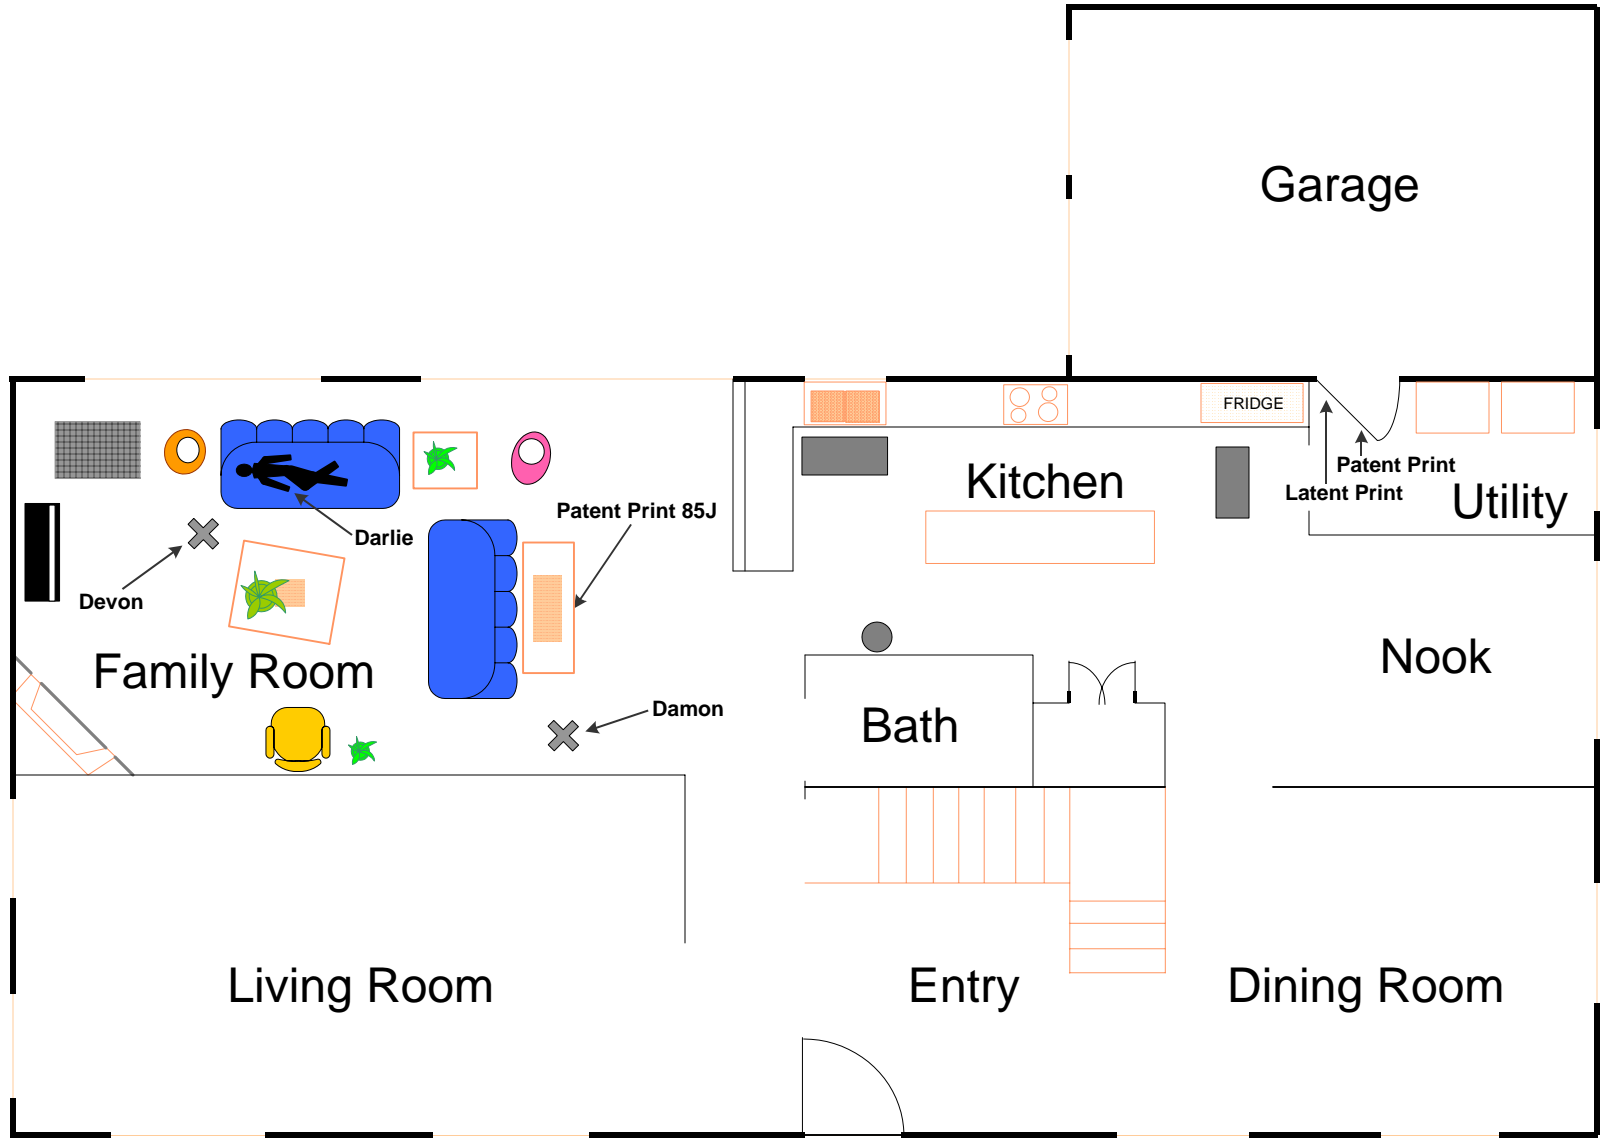 Garage
FRIDGE
Kitchen
Patent Print
Latent Print
Utility
Patent Print 85J
Darlie
Devon
Family Room
Nook
Damon
Bath
Living Room
Entry
Dining Room